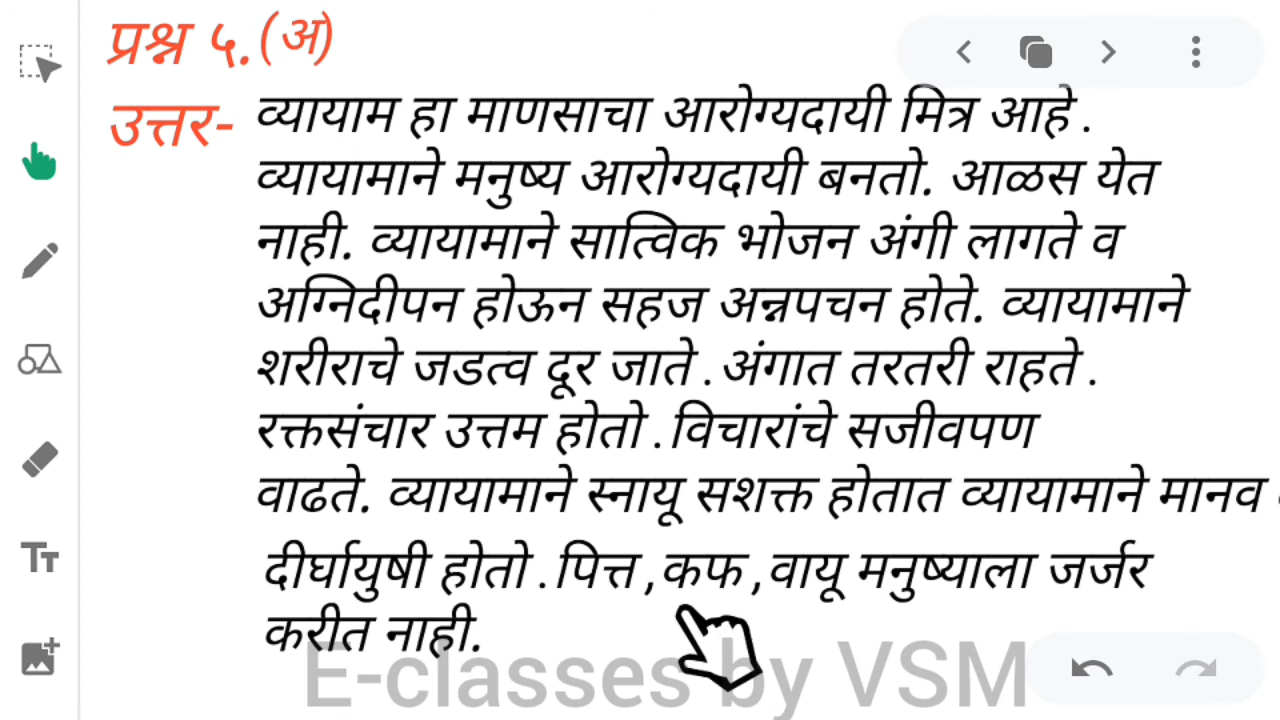 प्रश्न ५.(अ)
उत्तर- व्यायाम हा माणसाचा आरोग्यदायी मित्र आहे.
व्यायामाने मनुष्य आरोग्यदायी बनतो. आळस येत
नाही. व्यायामाने सात्विक भोजन अंगी लागते व
अग्निदीपन होऊन सहज अन्नपचन होते. व्यायामाने
शरीराचे जडत्व दूर जाते.अंगात तरतरी राहते.
रक्तसंचार उत्तम होतो.विचारांचे सजीवपण
वाढते. व्यायामाने स्नायू सशक्त होतात व्यायामाने मानव
दीर्घायुषी होतो.पित्त,कफ,वायू मनुष्याला जर्जर
करीत नाही.
E-classes by VSM
Tт